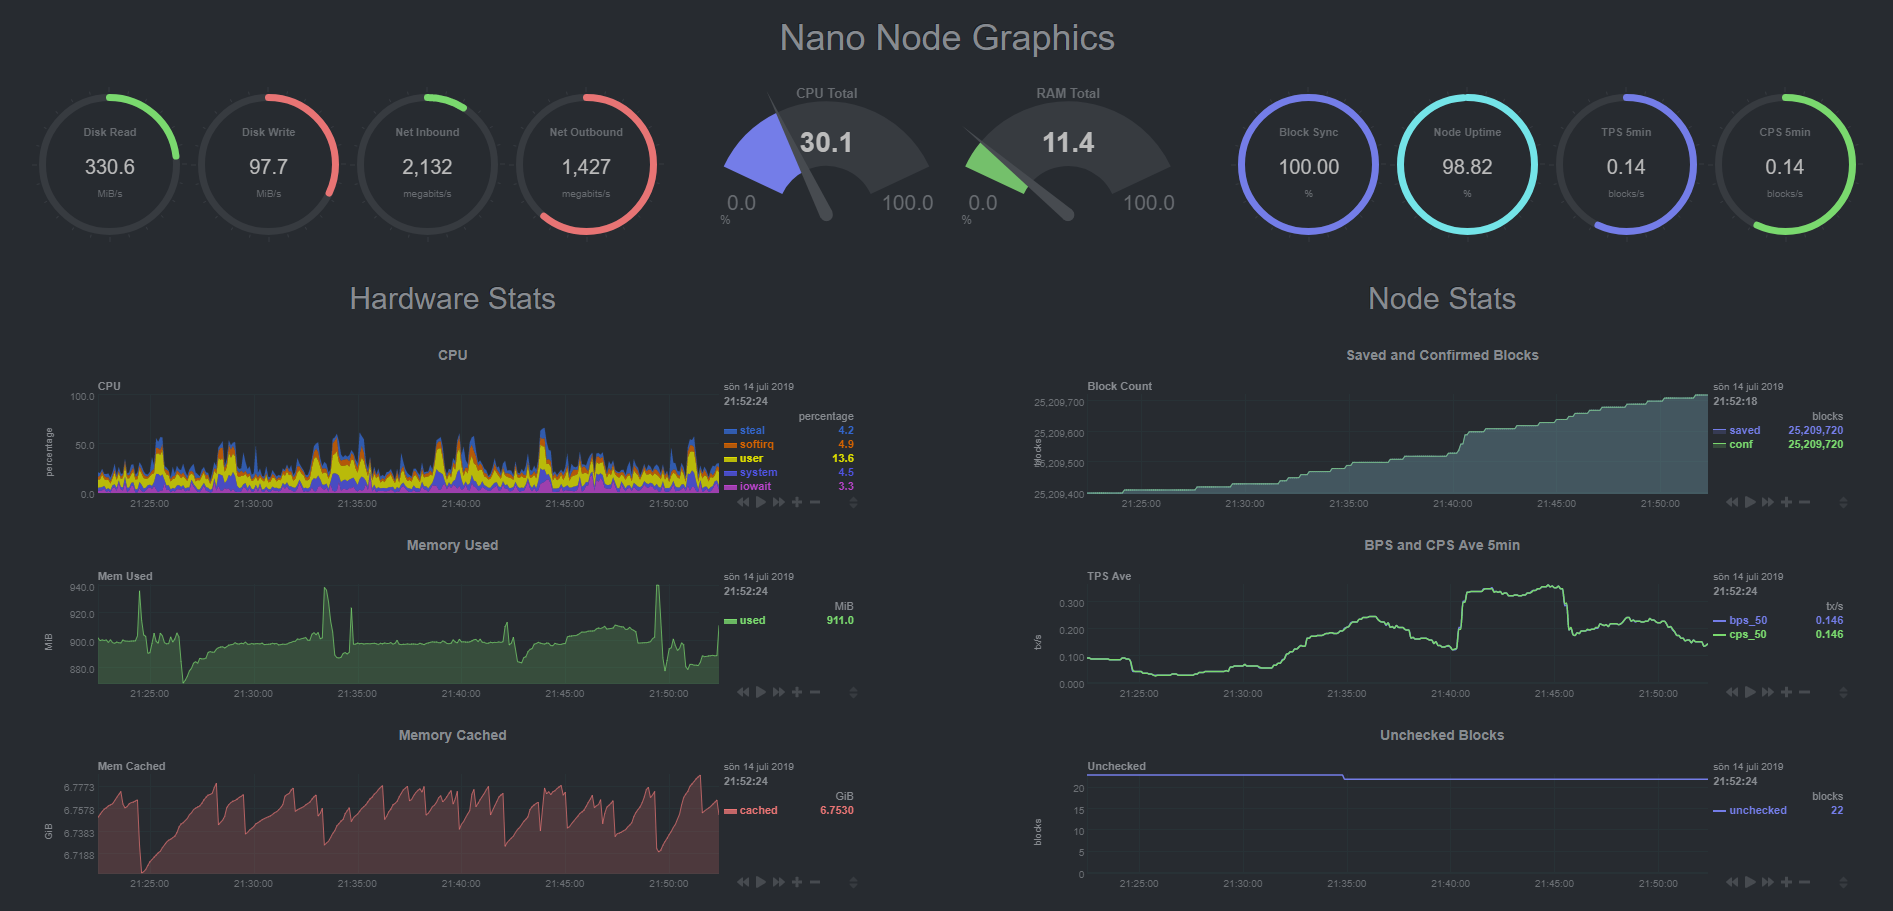 Nano Node Graphics
Disk Read
330.6
MiB/s
Disk Write
97.7
MiB/s
Net Inbound
2,132
megabits/s
Net Outbound
1,427
megabits/s
CPU Total
30.1
0.0
100.0
%
RAM Total
11.4
0.0
100.0
%
Block Sync
100.00
%
Node Uptime
98.82
%
TPS 5min
0.14
blocks/s
CPS 5min
0.14
blocks/s
Hardware Stats
CPU
CPU
sön 14 juli 2019
21:52:24
percentage
steal 4.2
softirq 4.9
user 13.6
system 4.5
iowait 3.3
percentage
100.0
50.0
0.0
21:25:00 21:30:00 21:35:00 21:40:00 21:45:00 21:50:00
Memory Used
Mem Used
sön 14 juli 2019
21:52:24
MiB
used 911.0
MiB
940.0
920.0
900.0
880.0
21:25:00 21:30:00 21:35:00 21:40:00 21:45:00 21:50:00
Memory Cached
Mem Cached
sön 14 juli 2019
21:52:24
GiB
cached 6.7530
GiB
6.7773
6.7578
6.7383
6.7188
21:25:00 21:30:00 21:35:00 21:40:00 21:45:00 21:50:00
Node Stats
Saved and Confirmed Blocks
Block Count
sön 14 juli 2019
21:52:18
blocks
saved 25,209,720
conf 25,209,720
blocks
25,209,700
25,209,600
25,209,500
25,209,400
21:25:00 21:30:00 21:35:00 21:40:00 21:45:00 21:50:00
BPS and CPS Ave 5min
TPS Ave
sön 14 juli 2019
21:52:24
tx/s
bps_50 0.146
cps_50 0.146
tx/s
0.300
0.200
0.100
0.000
21:25:00 21:30:00 21:35:00 21:40:00 21:45:00 21:50:00
Unchecked Blocks
Unchecked
sön 14 juli 2019
21:52:24
blocks
unchecked 22
blocks
20
15
10
5
0
21:25:00 21:30:00 21:35:00 21:40:00 21:45:00 21:50:00